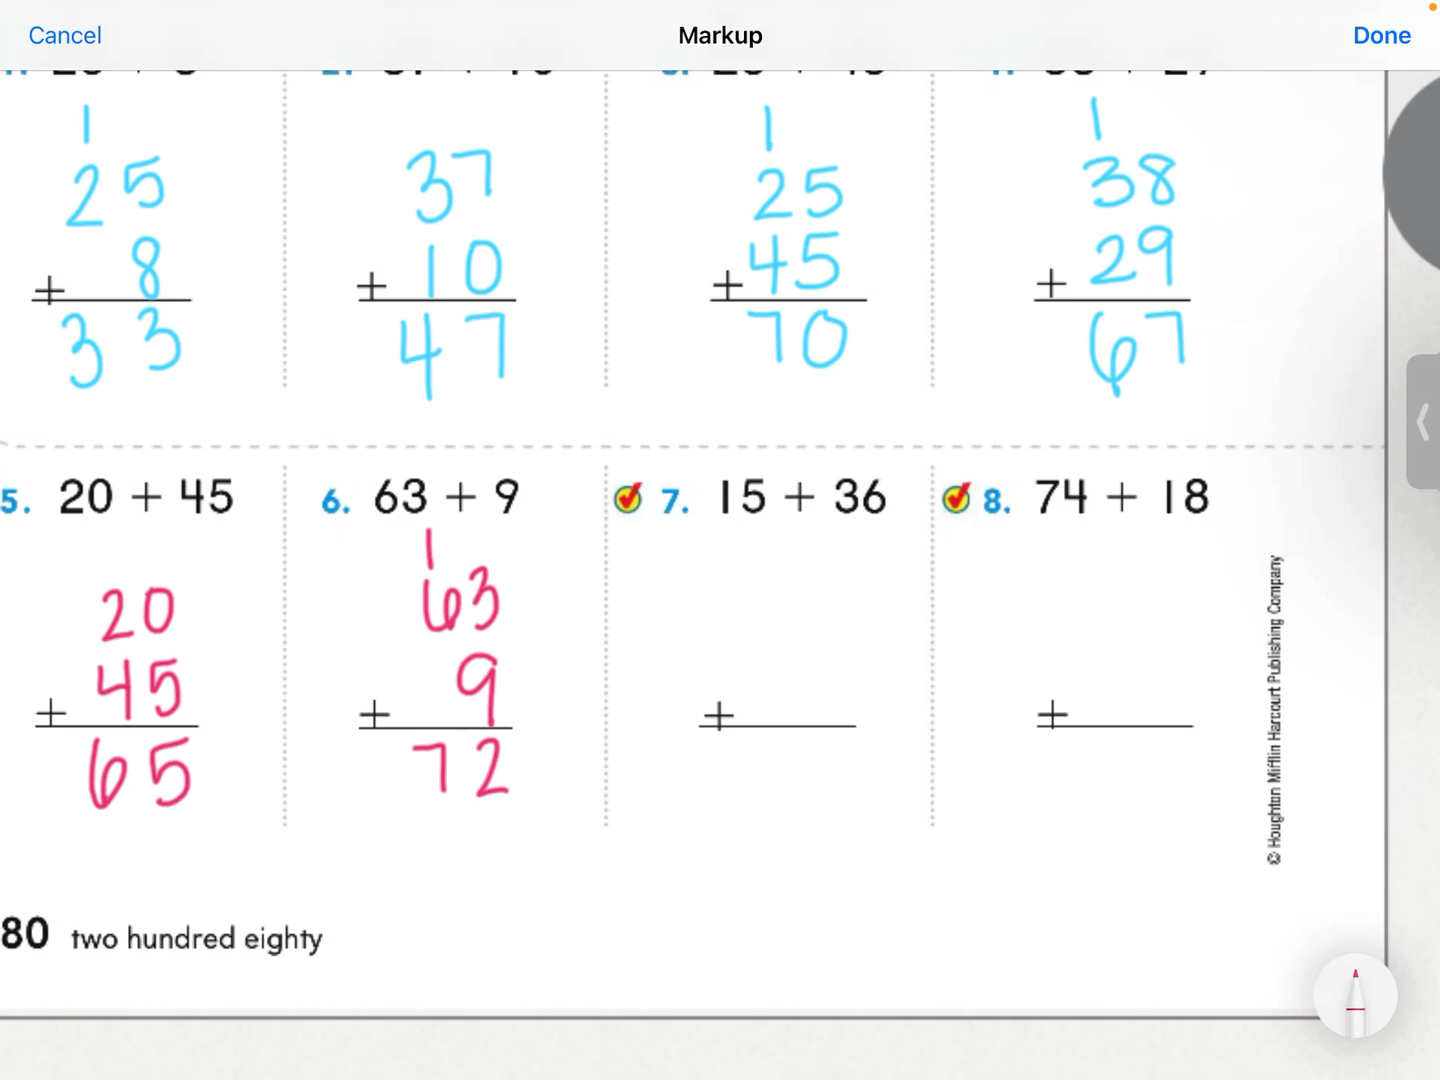 Cancel Markup Done
1 1 1
25 37 25 38
+ 8 + 10 + 45 + 29
33 47 70 67
5. 20 + 45 6. 63 + 9 7. 15 + 36 8. 74 + 18
1
20 63
+ 45 + 9 + +
65 72
© Houghton Mifflin Harcourt Publishing Company
80 two hundred eighty